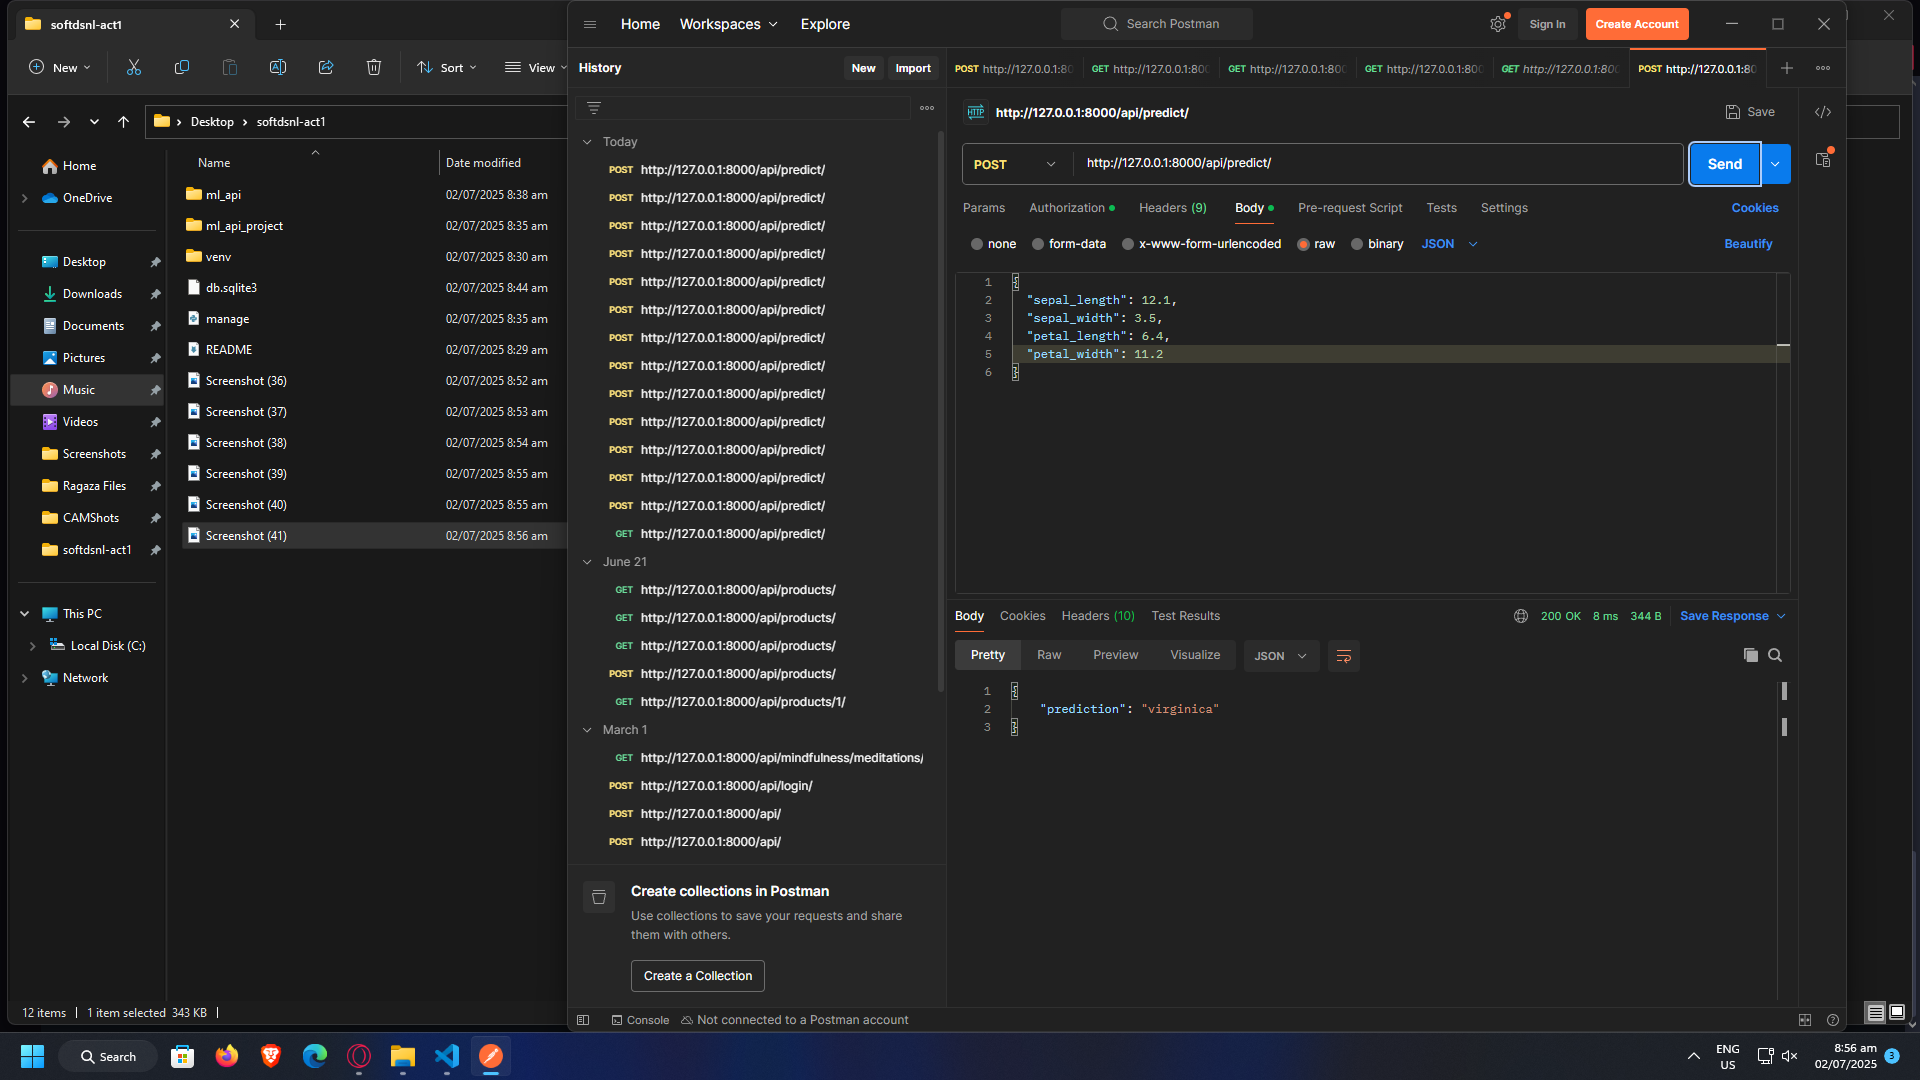 softdsnl-act1
New
Sort
View
Desktop
softdsnl-act1
Name
Date modified
Home
OneDrive
Desktop
Downloads
Documents
Pictures
Music
Videos
Screenshots
Ragaza Files
CAMShots
softdsnl-act1
This PC
Local Disk (C:)
Network
ml_api 02/07/2025 8:38 am
ml_api_project 02/07/2025 8:35 am
venv 02/07/2025 8:30 am
db.sqlite3 02/07/2025 8:44 am
manage 02/07/2025 8:35 am
README 02/07/2025 8:29 am
Screenshot (36) 02/07/2025 8:52 am
Screenshot (37) 02/07/2025 8:53 am
Screenshot (38) 02/07/2025 8:54 am
Screenshot (39) 02/07/2025 8:55 am
Screenshot (40) 02/07/2025 8:55 am
Screenshot (41) 02/07/2025 8:56 am
12 items
1 item selected 343 KB
Home Workspaces Explore
Search Postman
Sign In
Create Account
History
New
Import
Today
POST http://127.0.0.1:8000/api/predict/
POST http://127.0.0.1:8000/api/predict/
POST http://127.0.0.1:8000/api/predict/
POST http://127.0.0.1:8000/api/predict/
POST http://127.0.0.1:8000/api/predict/
POST http://127.0.0.1:8000/api/predict/
POST http://127.0.0.1:8000/api/predict/
POST http://127.0.0.1:8000/api/predict/
POST http://127.0.0.1:8000/api/predict/
POST http://127.0.0.1:8000/api/predict/
POST http://127.0.0.1:8000/api/predict/
POST http://127.0.0.1:8000/api/predict/
POST http://127.0.0.1:8000/api/predict/
GET http://127.0.0.1:8000/api/predict/
June 21
GET http://127.0.0.1:8000/api/products/
GET http://127.0.0.1:8000/api/products/
GET http://127.0.0.1:8000/api/products/
POST http://127.0.0.1:8000/api/products/
GET http://127.0.0.1:8000/api/products/1/
March 1
GET http://127.0.0.1:8000/api/mindfulness/meditations/
POST http://127.0.0.1:8000/api/login/
POST http://127.0.0.1:8000/api/
POST http://127.0.0.1:8000/api/
Create collections in Postman
Use collections to save your requests and share
them with others.
Create a Collection
POST http://127.0.0.1:80
GET http://127.0.0.1:800
GET http://127.0.0.1:800
GET http://127.0.0.1:800
GET http://127.0.0.1:800
POST http://127.0.0.1:80
HTTP http://127.0.0.1:8000/api/predict/
Save
POST
http://127.0.0.1:8000/api/predict/
Send
Params Authorization Headers (9) Body Pre-request Script Tests Settings
Cookies
none form-data x-www-form-urlencoded raw binary JSON
Beautify
1 {
2 "sepal_length": 12.1,
3 "sepal_width": 3.5,
4 "petal_length": 6.4,
5 "petal_width": 11.2
6 }
Body Cookies Headers (10) Test Results
200 OK 8 ms 344 B
Save Response
Pretty Raw Preview Visualize JSON
1 {
2 "prediction": "virginica"
3 }
Console
Not connected to a Postman account
Search
ENG
US
8:56 am
02/07/2025
3